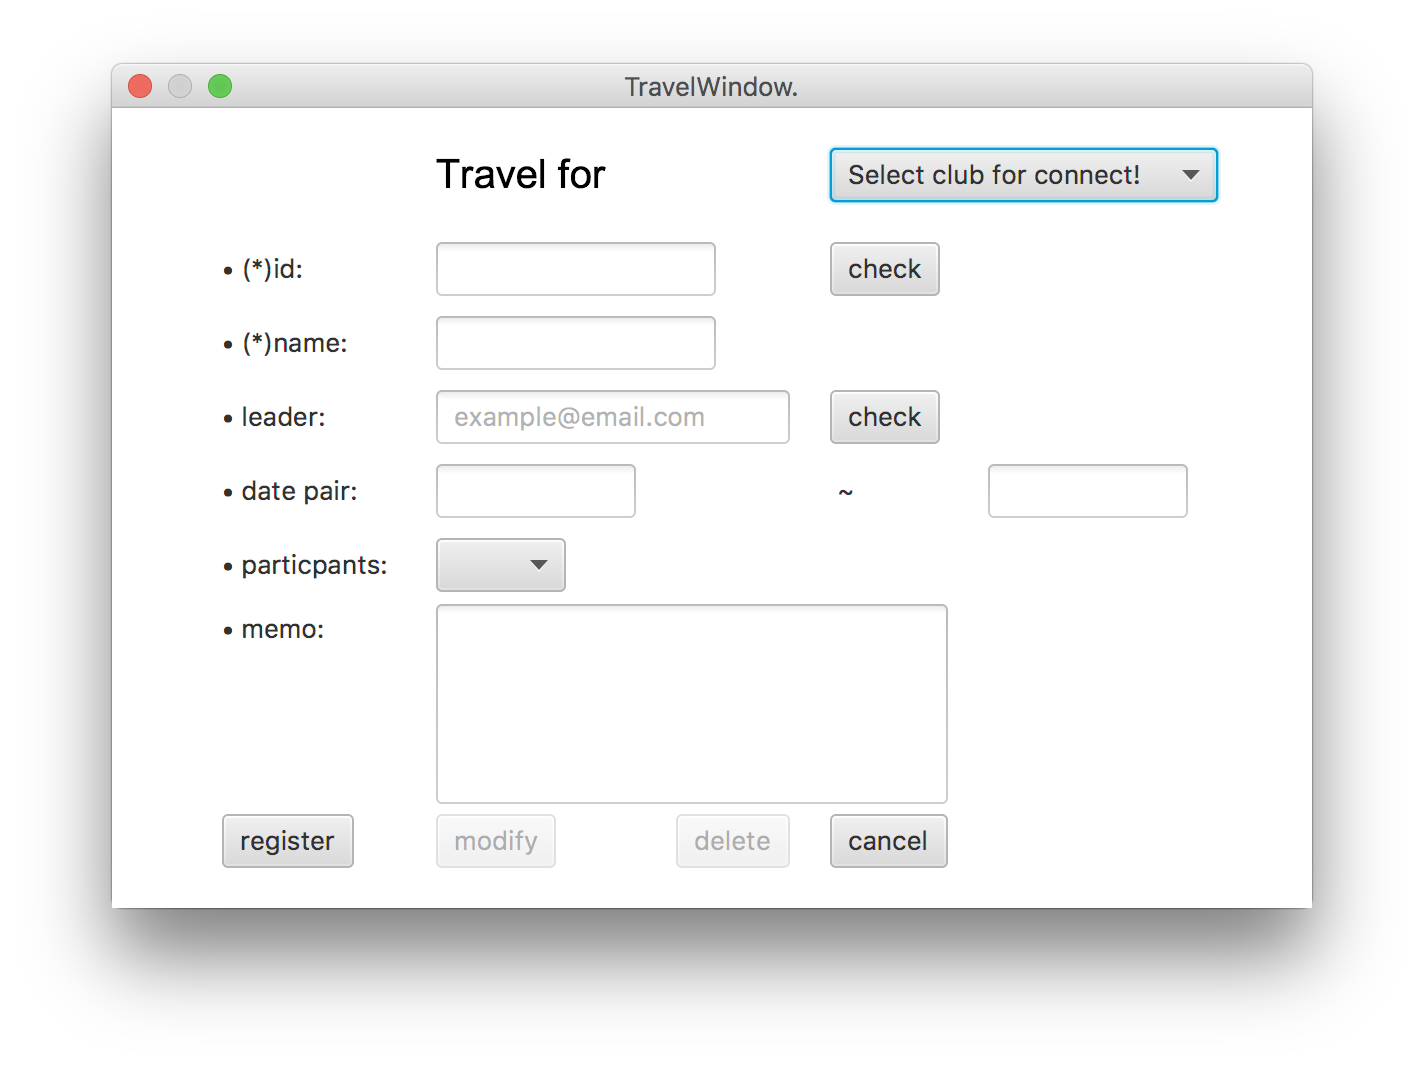 TravelWindow.
Travel for Select club for connect!
• (*)id: check
• (*)name:
• leader: example@email.com check
• date pair: ~
• particpants:
• memo:
register modify delete cancel